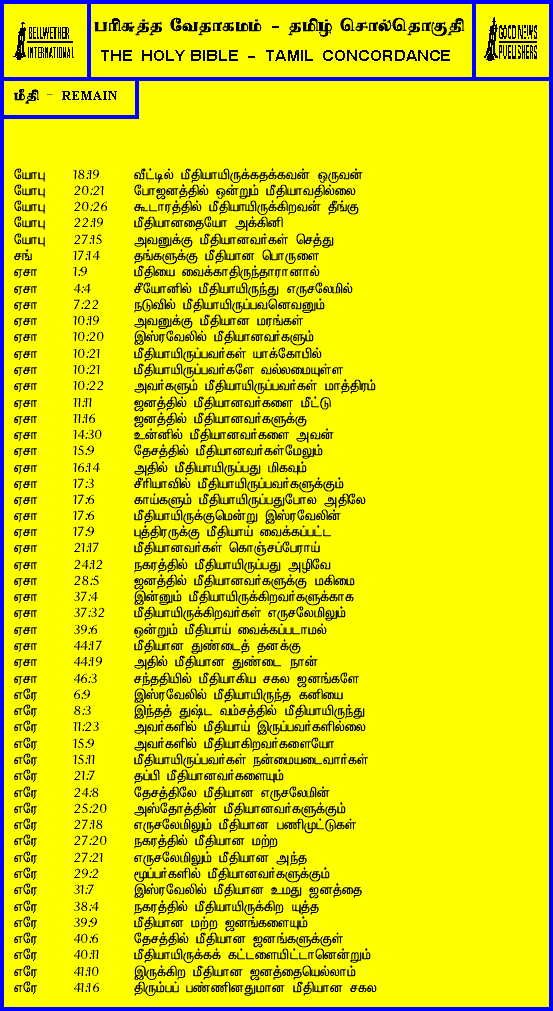 BELLWETHER
INTERNATIONAL
பரிசுத்த வேதாகமம் - தமிழ் சொல்தொகுதி
THE HOLY BIBLE - TAMIL CONCORDANCE
GOOD NEWS
PUBLISHERS
மீதி - REMAIN
யோபு 18:19 வீட்டில் மீதியாயிருக்கதக்கவன் ஒருவன்
யோபு 20:21 போஜனத்தில் ஒன்றும் மீதியாவதில்லை
யோபு 20:26 கூடாரத்தில் மீதியாயிருக்கிறவன் தீங்கு
யோபு 22:19 மீதியானதையோ அக்கினி
யோபு 27:15 அவனுக்கு மீதியானவர்கள் செத்து
சங் 17:14 தங்களுக்கு மீதியான பொருளை
ஏசா 1:9 மீதியை வைக்காதிருந்தாரானால்
ஏசா 4:4 சீயோனில் மீதியாயிருந்து எருசலேமில்
ஏசா 7:22 நடுவில் மீதியாயிருப்பவனெவனும்
ஏசா 10:19 அவனுக்கு மீதியான மரங்கள்
ஏசா 10:20 இஸ்ரவேலில் மீதியானவர்களும்
ஏசா 10:21 மீதியாயிருப்பவர்கள் யாக்கோபில்
ஏசா 10:21 மீதியாயிருப்பவர்களே வல்லமையுள்ள
ஏசா 10:22 அவர்களும் மீதியாயிருப்பவர்கள் மாத்திரம்
ஏசா 11:11 ஜனத்தில் மீதியானவர்களை மீட்டு
ஏசா 11:16 ஜனத்தில் மீதியானவர்களுக்கு
ஏசா 14:30 உன்னில் மீதியானவர்களை அவன்
ஏசா 15:9 தேசத்தில் மீதியானவர்கள்மேலும்
ஏசா 16:14 அதில் மீதியாயிருப்பது மிகவும்
ஏசா 17:3 சீரியாவில் மீதியாயிருப்பவர்களுக்கும்
ஏசா 17:6 காய்களும் மீதியாயிருப்பதுபோல அதிலே
ஏசா 17:6 மீதியாயிருக்குமென்று இஸ்ரவேலின்
ஏசா 17:9 புத்திரருக்கு மீதியாய் வைக்கப்பட்ட
ஏசா 21:17 மீதியானவர்கள் கொஞ்சப்பேராய்
ஏசா 24:12 நகரத்தில் மீதியாயிருப்பது அழிவே
ஏசா 28:5 ஜனத்தில் மீதியானவர்களுக்கு மகிமை
ஏசா 37:4 இன்னும் மீதியாயிருக்கிறவர்களுக்காக
ஏசா 37:32 மீதியாயிருக்கிறவர்கள் எருசலேமிலும்
ஏசா 39:6 ஒன்றும் மீதியாய் வைக்கப்படாமல்
ஏசா 44:17 மீதியான துண்டைத் தனக்கு
ஏசா 44:19 அதில் மீதியான துண்டை நான்
ஏசா 46:3 சந்ததியில் மீதியாகிய சகல ஜனங்களே
எரே 6:9 இஸ்ரவேலில் மீதியாயிருந்த கனியை
எரே 8:3 இந்தத் துஷ்ட வம்சத்தில் மீதியாயிருந்து
எரே 11:23 அவர்களில் மீதியாய் இருப்பவர்களில்லை
எரே 15:9 அவர்களில் மீதியாகிறவர்களையோ
எரே 15:11 மீதியாயிருப்பவர்கள் நன்மையடைவார்கள்
எரே 21:7 தப்பி மீதியானவர்களையும்
எரே 24:8 தேசத்திலே மீதியான எருசலேமின்
எரே 25:20 அஸ்தோத்தின் மீதியானவர்களுக்கும்
எரே 27:18 எருசலேமிலும் மீதியான பணிமுட்டுகள்
எரே 27:20 நகரத்தில் மீதியான மற்ற
எரே 27:21 எருசலேமிலும் மீதியான அந்த
எரே 29:2 மூப்பர்களில் மீதியானவர்களுக்கும்
எரே 31:7 இஸ்ரவேலில் மீதியான உமது ஜனத்தை
எரே 38:4 நகரத்தில் மீதியாயிருக்கிற யுத்த
எரே 39:9 மீதியான மற்ற ஜனங்களையும்
எரே 40:6 தேசத்தில் மீதியான ஜனங்களுக்குள்
எரே 40:11 மீதியாயிருக்கக் கட்டளையிட்டானென்றும்
எரே 41:10 இருக்கிற மீதியான ஜனத்தையெல்லாம்
எரே 41:16 திரும்பப் பண்ணினதுமான மீதியான சகல